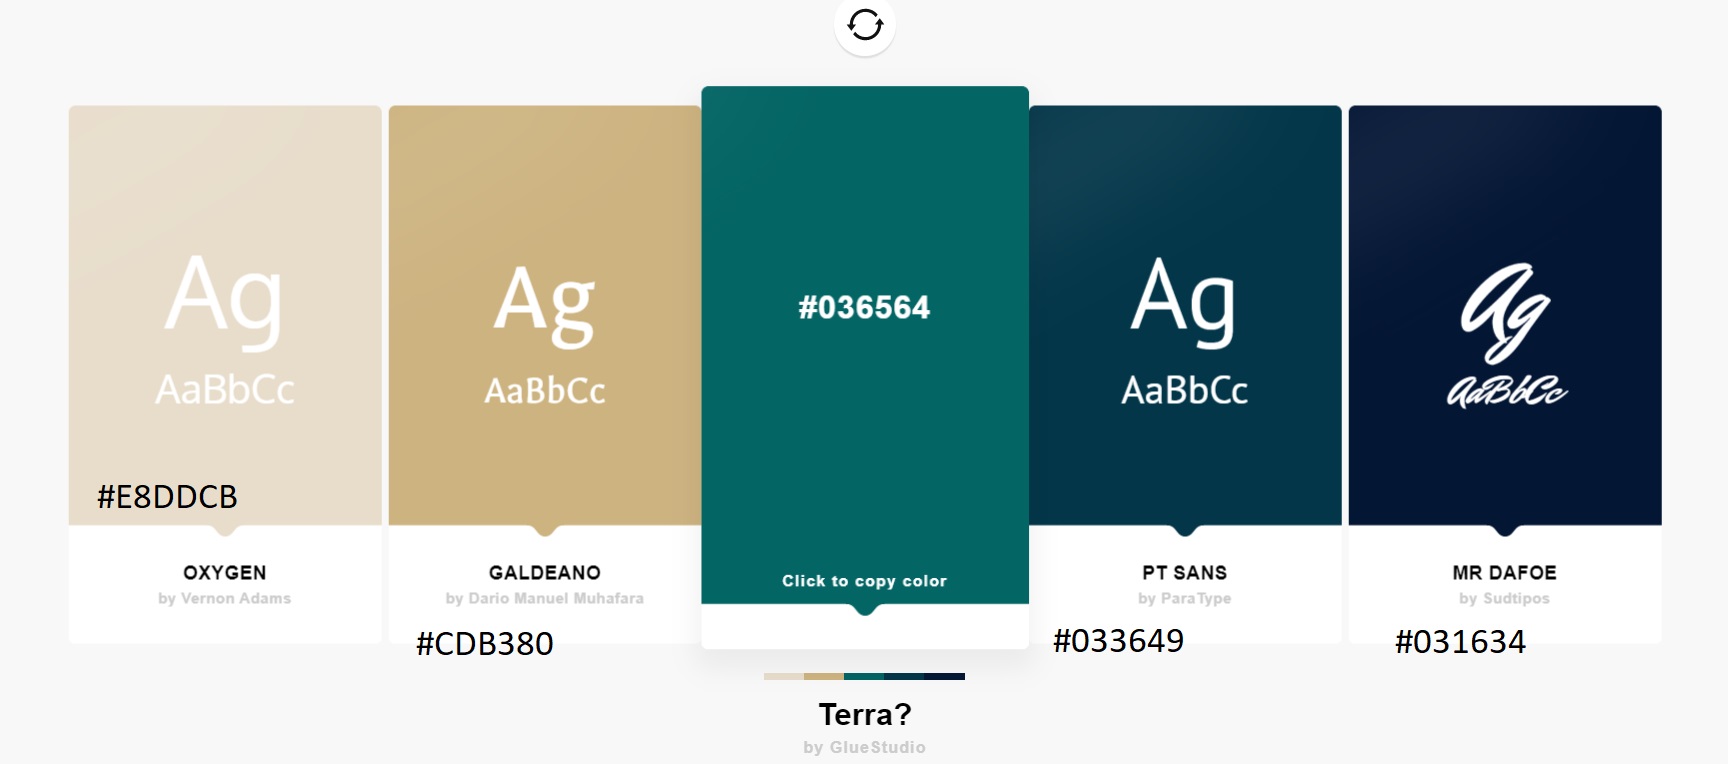 Ag
AaBbCc
#E8DDCB
OXYGEN
by Vernon Adams
Ag
AaBbCc
GALDEANO
by Dario Manuel Muhafara
#CDB380
#036564
Click to copy color
Ag
AaBbCc
PT SANS
by ParaType
#033649
Ag
AaBbCc
MR DAFOE
by Sudtipos
#031634
Terra?
by GlueStudio